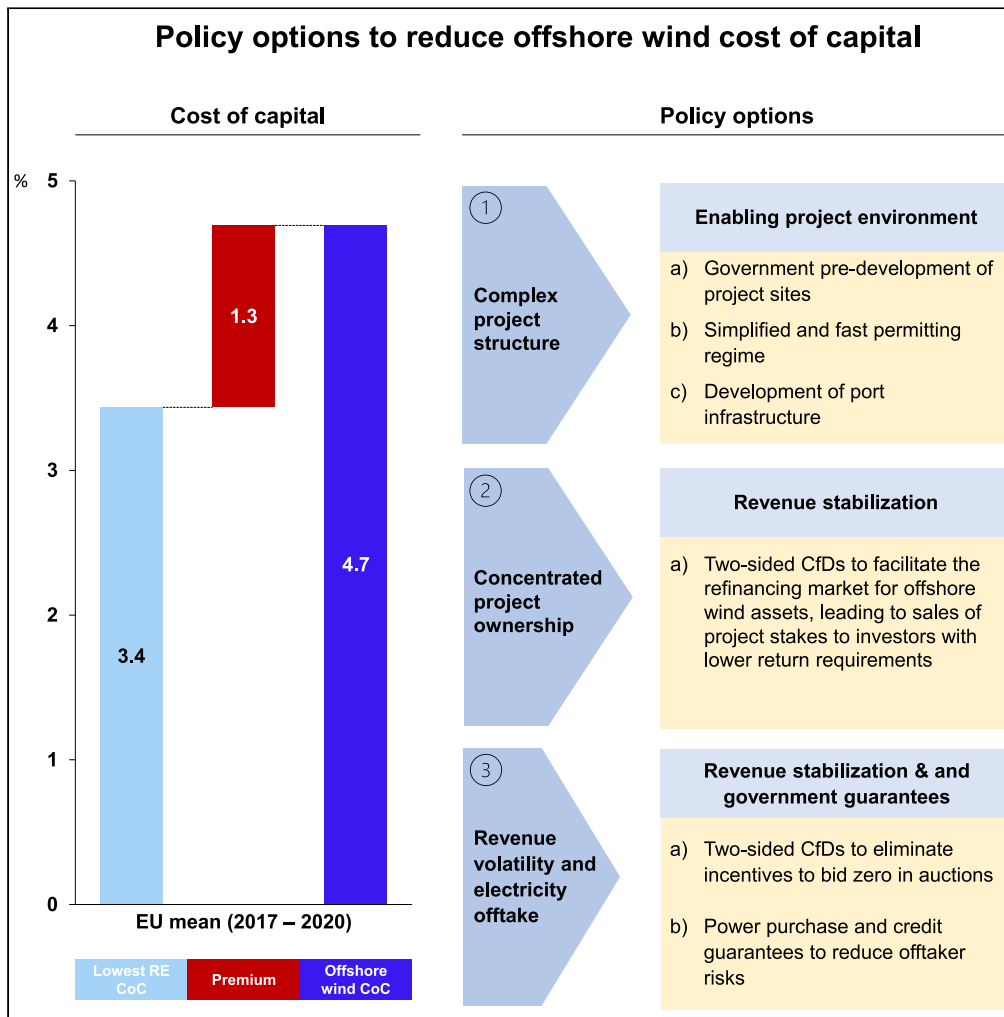 Policy options to reduce offshore wind cost of capital
Cost of capital
%
5
4
3
2
1
0
1.3
3.4
4.7
EU mean (2017 – 2020)
Lowest RE
CoC
Premium
Offshore
wind CoC
Policy options
1
Complex
project
structure
Enabling project environment
a) Government pre-development of
project sites
b) Simplified and fast permitting
regime
c) Development of port
infrastructure
2
Concentrated
project
ownership
Revenue stabilization
a) Two-sided CfDs to facilitate the
refinancing market for offshore
wind assets, leading to sales of
project stakes to investors with
lower return requirements
3
Revenue
volatility and
electricity
offtake
Revenue stabilization & and
government guarantees
a) Two-sided CfDs to eliminate
incentives to bid zero in auctions
b) Power purchase and credit
guarantees to reduce offtaker
risks